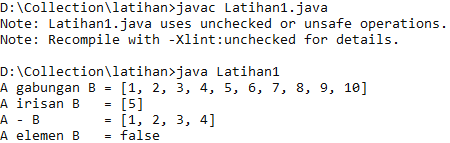 D:\Collection\latihan>javac Latihan1.java
Note: Latihan1.java uses unchecked or unsafe operations.
Note: Recompile with -Xlint:unchecked for details.
D:\Collection\latihan>java Latihan1
A gabungan B = [1, 2, 3, 4, 5, 6, 7, 8, 9, 10]
A irisan B   = [5]
A - B        = [1, 2, 3, 4]
A elemen B   = false